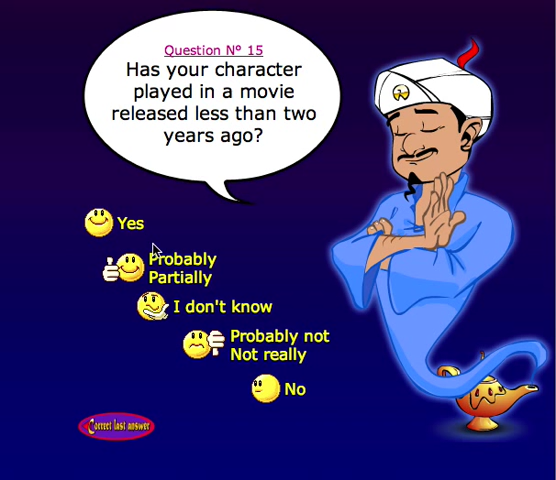 Question N° 15
Has your character
played in a movie
released less than two
years ago?
Yes
Probably
Partially
I don't know
Probably not
Not really
No
Correct last answer